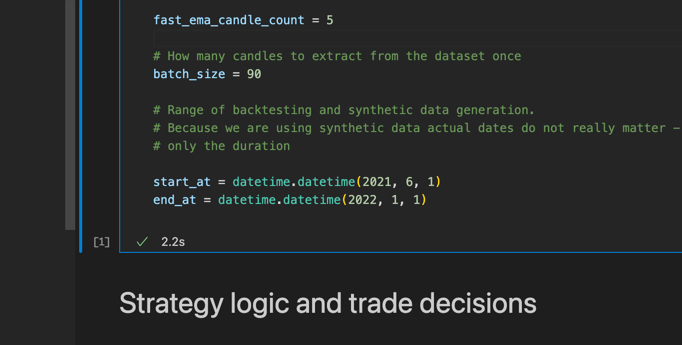 fast_ema_candle_count = 5
# How many candles to extract from the dataset once
batch_size = 90
# Range of backtesting and synthetic data generation.
# Because we are using synthetic data actual dates do not really matter -
# only the duration
start_at = datetime.datetime(2021, 6, 1)
end_at = datetime.datetime(2022, 1, 1)
[1] ✓ 2.2s
Strategy logic and trade decisions